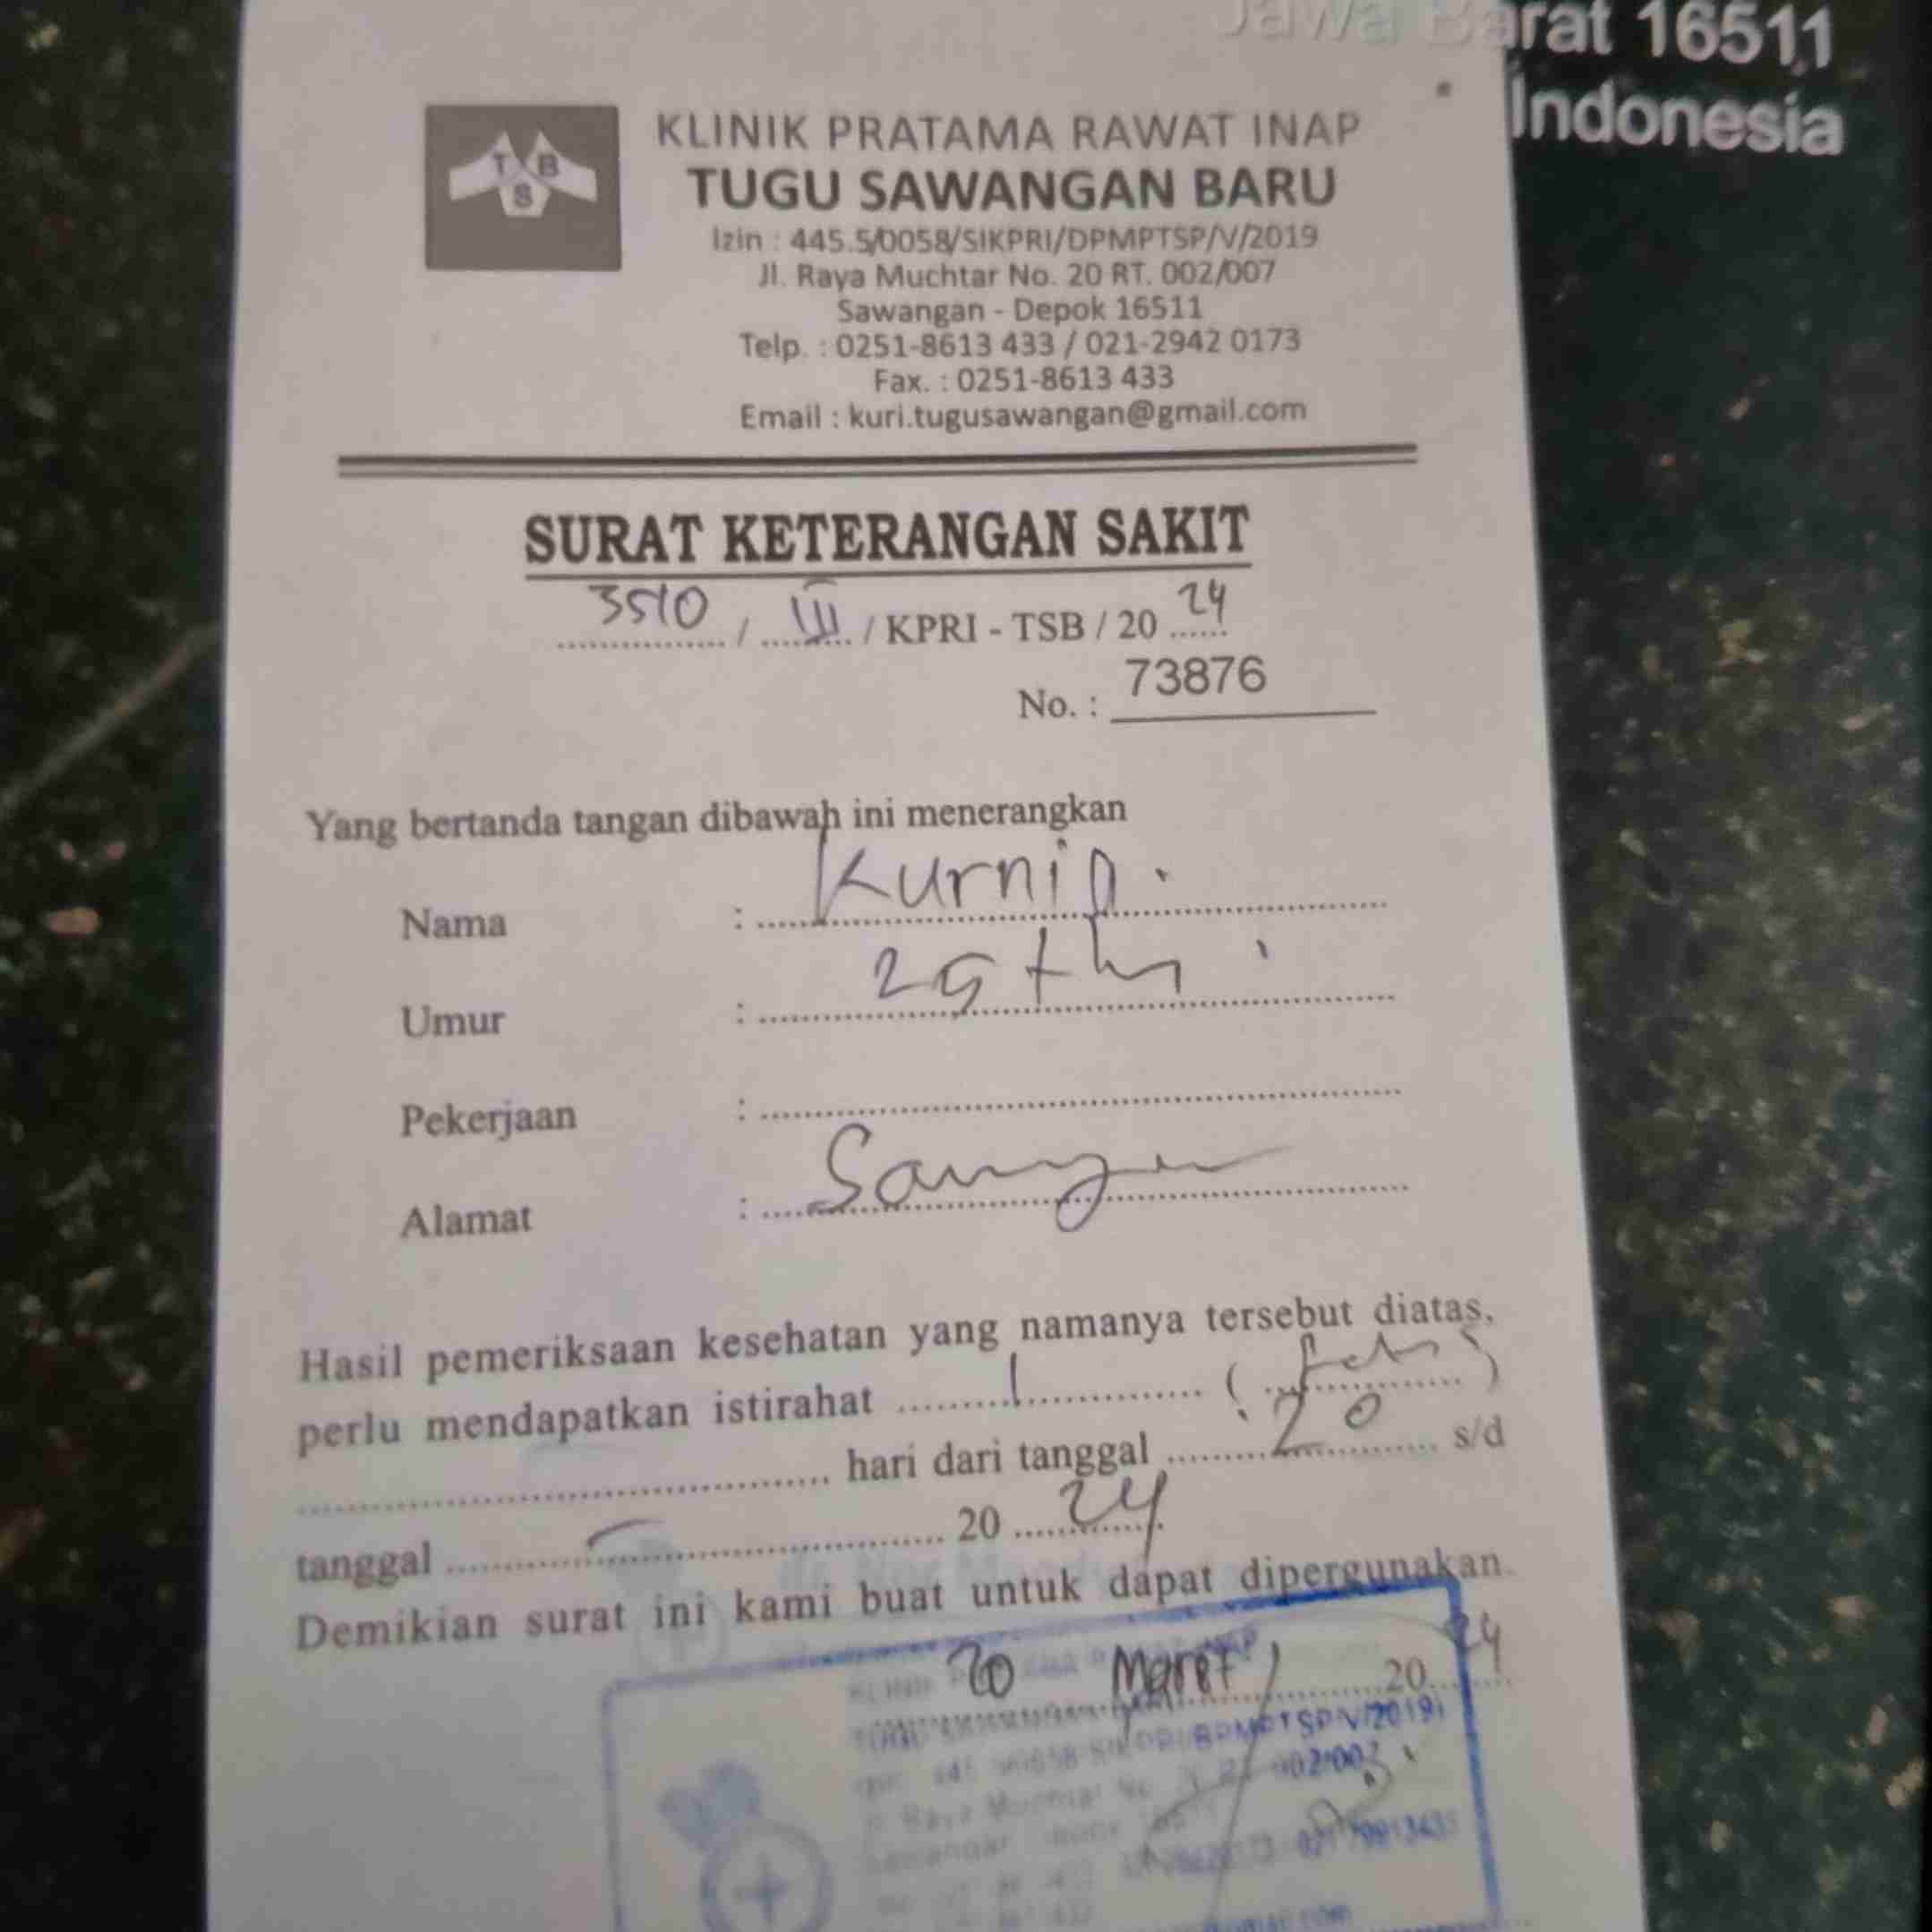 Jawa Barat 16511
Indonesia
T B
S
KLINIK PRATAMA RAWAT INAP
TUGU SAWANGAN BARU
Izin : 445.5/0058/SIKPRI/DPMPTSP/V/2019
Jl. Raya Muchtar No. 20 RT. 002/007
Sawangan - Depok 16511
Telp. : 0251-8613 433 / 021-2942 0173
Fax. : 0251-8613 433
Email : kuri.tugusawangan@gmail.com
SURAT KETERANGAN SAKIT
3510 / III / KPRI - TSB / 20 24
No. : 73876
Yang bertanda tangan dibawah ini menerangkan
Nama : Kurnia.
Umur : 29 th
Pekerjaan :
Alamat :
Hasil pemeriksaan kesehatan yang namanya tersebut diatas,
perlu mendapatkan istirahat 1 (
hari dari tanggal 20 s/d
tanggal 20 24
Demikian surat ini kami buat untuk dapat dipergunakan.
20 Maret 20 24